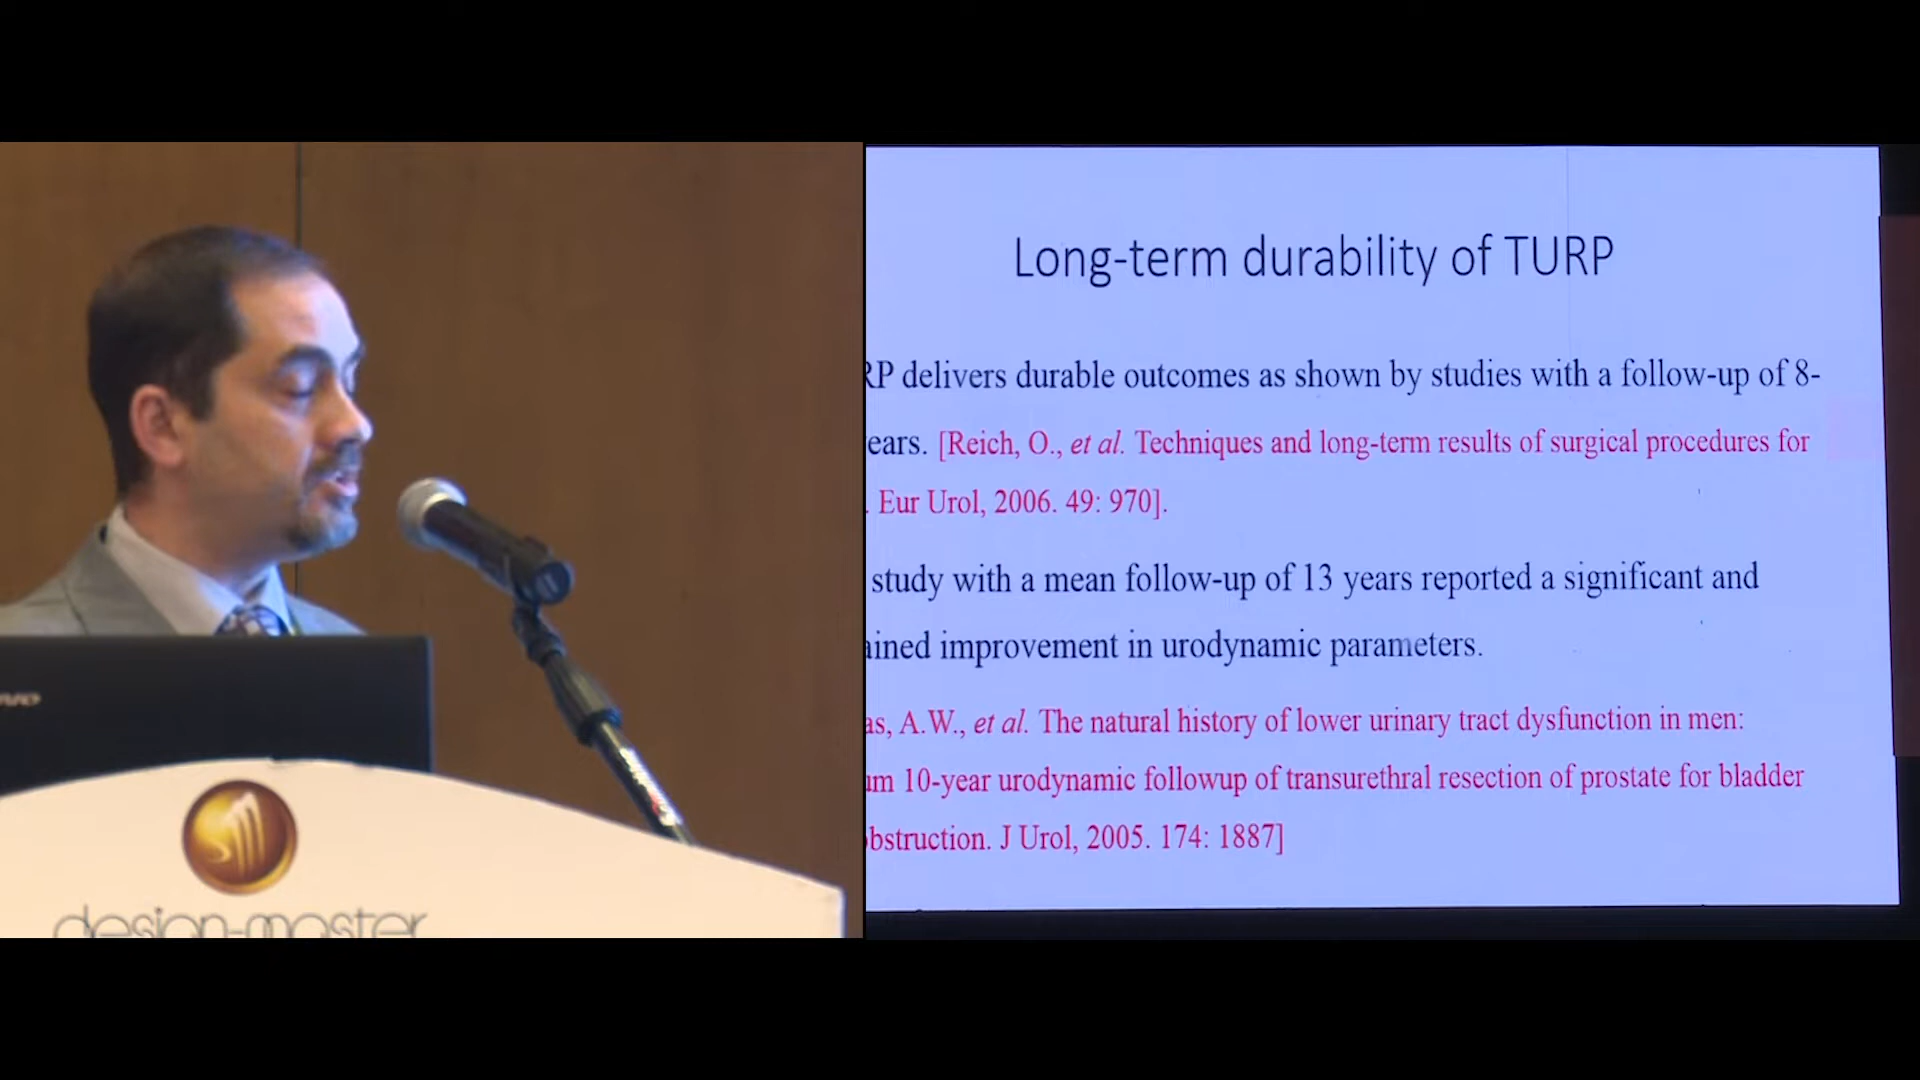 Long-term durability of TURP
RP delivers durable outcomes as shown by studies with a follow-up of 8-
ears. [Reich, O., et al. Techniques and long-term results of surgical procedures for
. Eur Urol, 2006. 49: 970].
study with a mean follow-up of 13 years reported a significant and
ained improvement in urodynamic parameters.
as, A.W., et al. The natural history of lower urinary tract dysfunction in men:
um 10-year urodynamic followup of transurethral resection of prostate for bladder
obstruction. J Urol, 2005. 174: 1887]
design-master